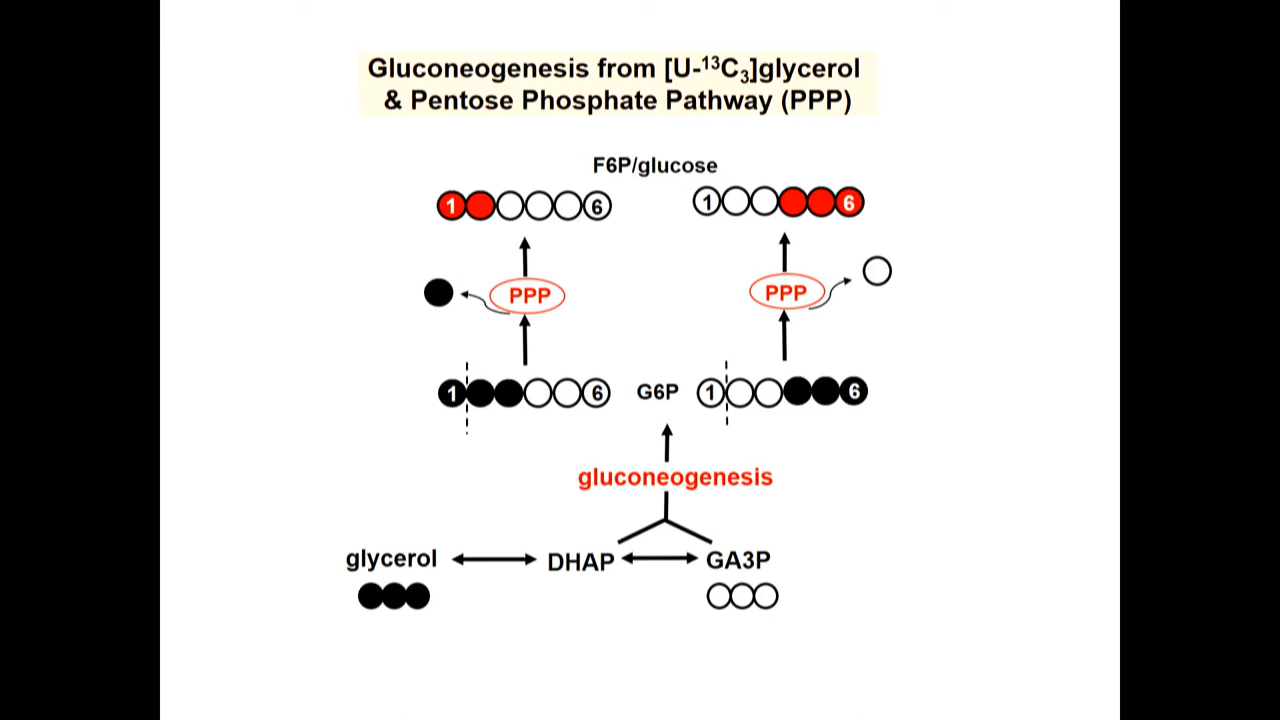 Gluconeogenesis from [U-¹³C₃]glycerol
& Pentose Phosphate Pathway (PPP)
F6P/glucose
1 6
1 6
PPP
PPP
1 6
G6P
1 6
gluconeogenesis
glycerol
DHAP
GA3P